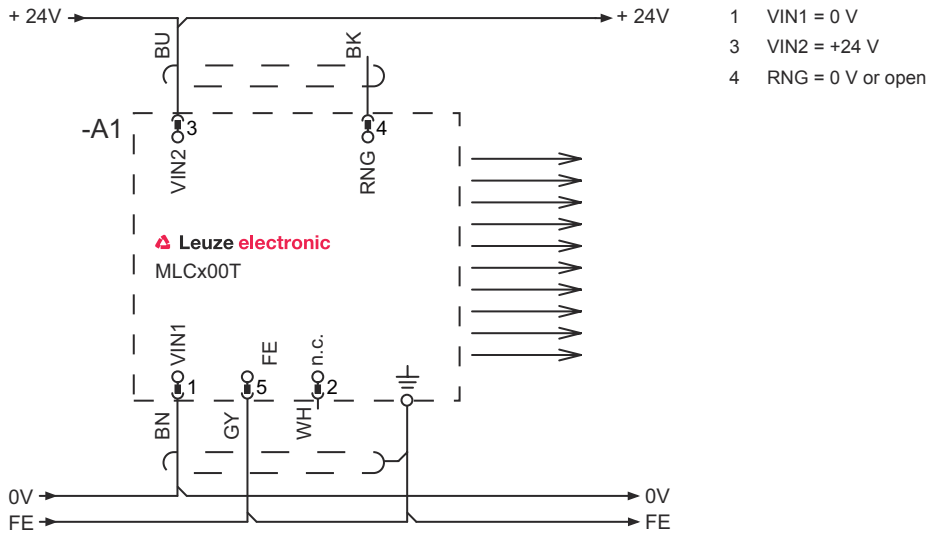 + 24V
+ 24V
1 VIN1 = 0 V
3 VIN2 = +24 V
4 RNG = 0 V or open
BU
BK
-A1
3
4
VIN2
RNG
Leuze electronic
MLCx00T
VIN1
FE
n.c.
1
5
2
BN
GY
WH
0V
0V
FE
FE